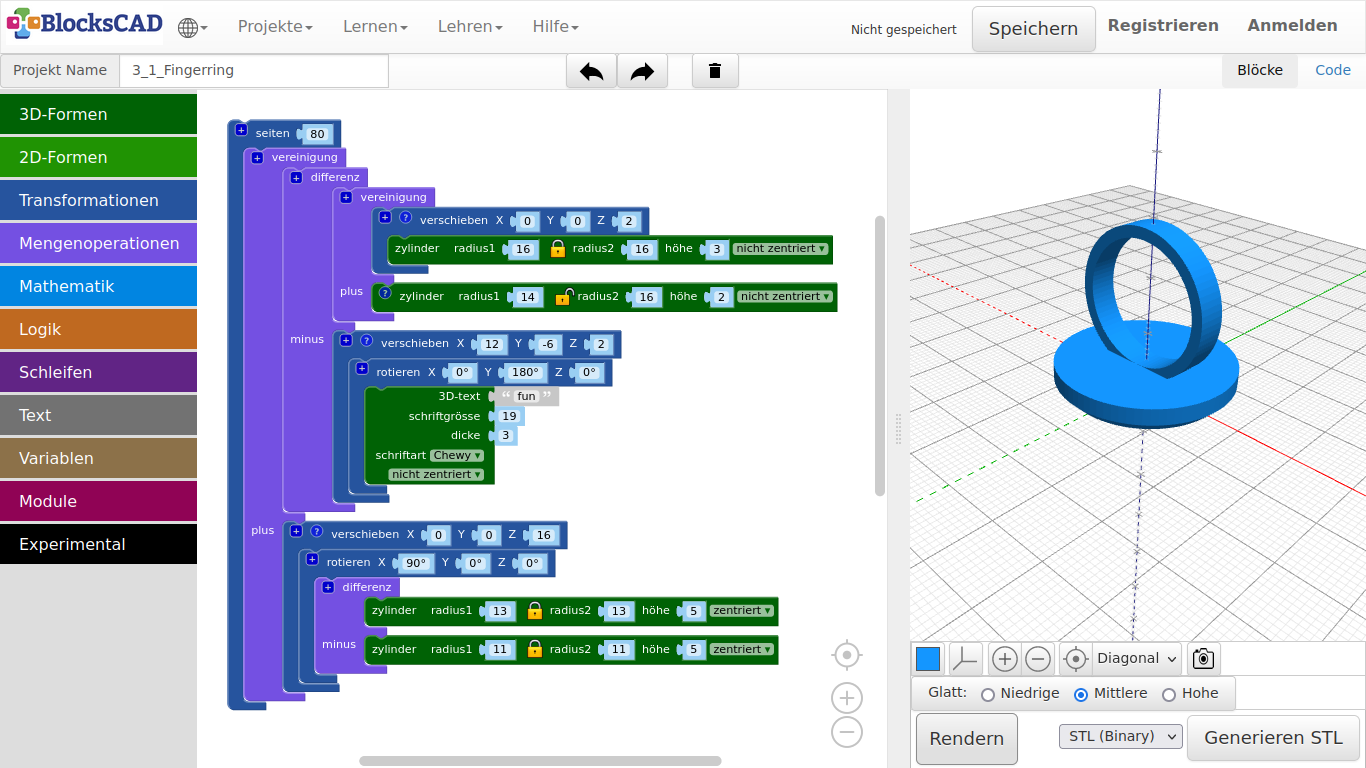 BlocksCAD Projekte Lernen Lehren Hilfe Nicht gespeichert Speichern Registrieren Anmelden
Projekt Name 3_1_Fingerring Blöcke Code
3D-Formen
2D-Formen
Transformationen
Mengenoperationen
Mathematik
Logik
Schleifen
Text
Variablen
Module
Experimental
+ seiten 80
+ vereinigung
+ differenz
+ vereinigung
+ ? verschieben X 0 Y 0 Z 2
zylinder radius1 16 radius2 16 höhe 3 nicht zentriert
plus ? zylinder radius1 14 radius2 16 höhe 2 nicht zentriert
minus + ? verschieben X 12 Y -6 Z 2
+ rotieren X 0° Y 180° Z 0°
3D-text “ fun ”
schriftgrösse 19
dicke 3
schriftart Chewy
nicht zentriert
plus + ? verschieben X 0 Y 0 Z 16
+ rotieren X 90° Y 0° Z 0°
+ differenz
zylinder radius1 13 radius2 13 höhe 5 zentriert
minus zylinder radius1 11 radius2 11 höhe 5 zentriert
Diagonal
Glatt: Niedrige Mittlere Hohe
Rendern STL (Binary) Generieren STL